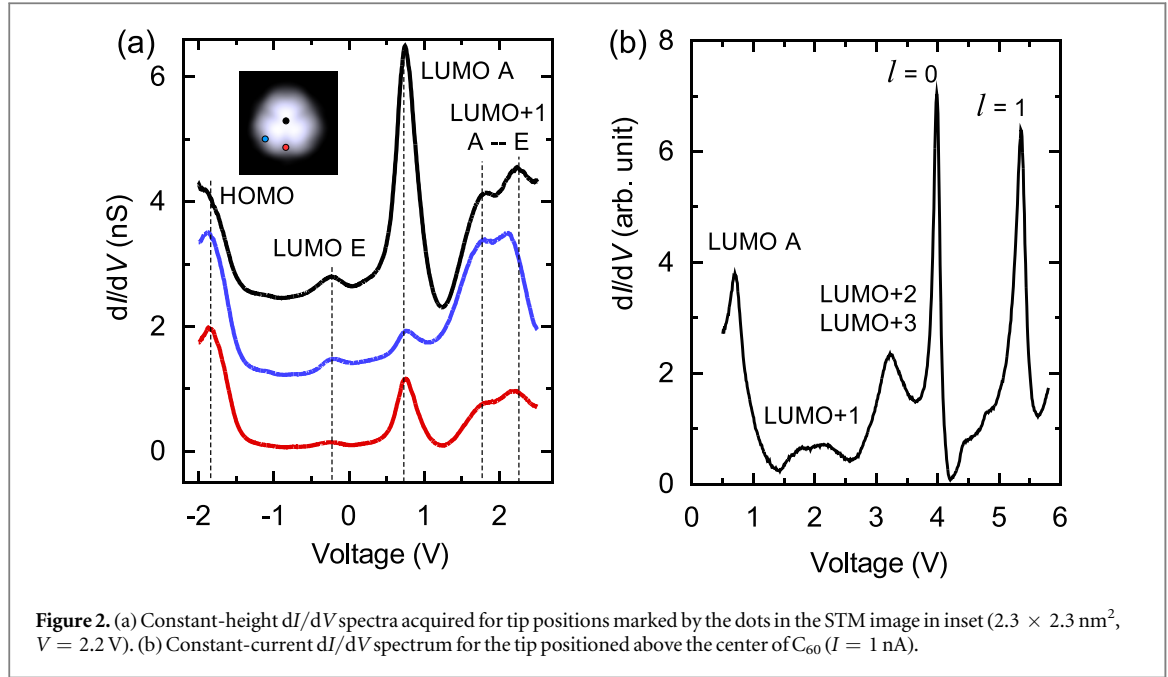 (a)
6
4
2
0
dI/dV (nS)
-2
-1
0
1
2
Voltage (V)
HOMO
LUMO E
LUMO A
LUMO+1
A -- E
(b)
8
6
4
2
0
dI/dV (arb. unit)
0
1
2
3
4
5
6
Voltage (V)
LUMO A
LUMO+1
LUMO+2
LUMO+3
l = 0
l = 1
Figure 2. (a) Constant-height dI/dV spectra acquired for tip positions marked by the dots in the STM image in inset (2.3 × 2.3 nm²,
V = 2.2 V). (b) Constant-current dI/dV spectrum for the tip positioned above the center of C₆₀ (I = 1 nA).